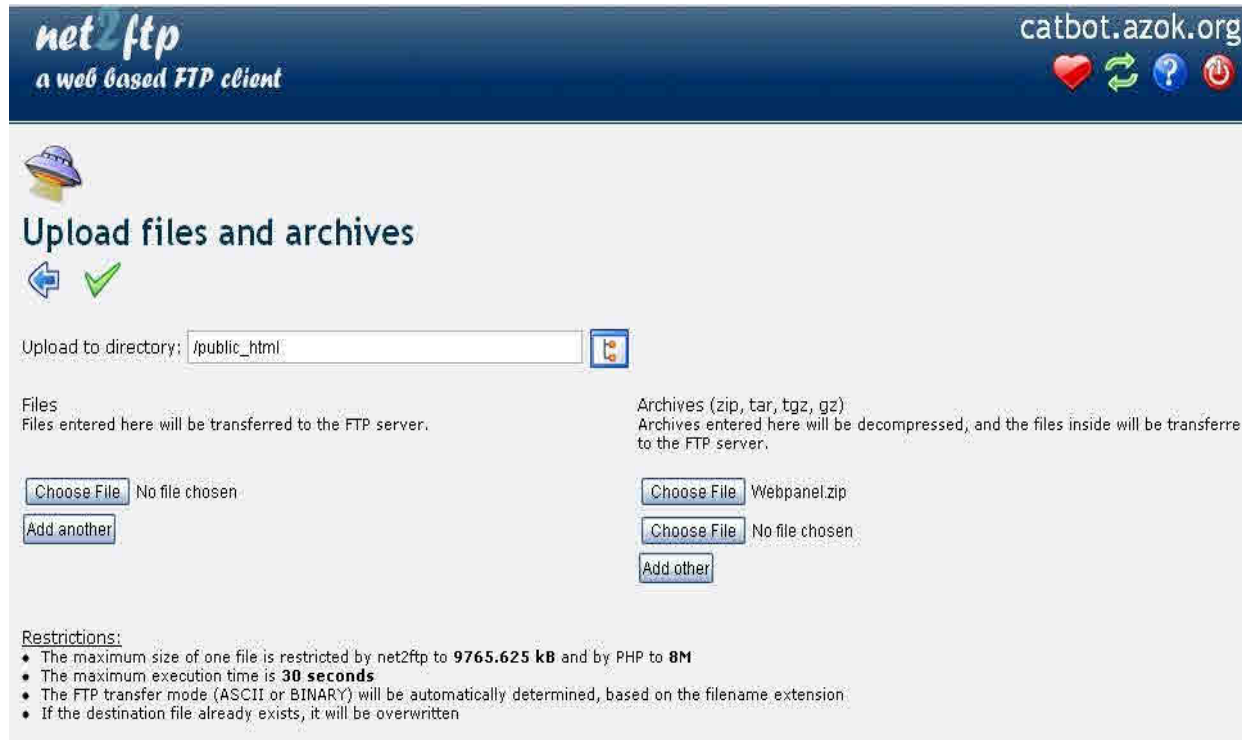 net2ftp
a web based FTP client
catbot.azok.org
Upload files and archives
Upload to directory: /public_html
Files
Files entered here will be transferred to the FTP server.
Choose File No file chosen
Add another
Archives (zip, tar, tgz, gz)
Archives entered here will be decompressed, and the files inside will be transferre
to the FTP server.
Choose File Webpanel.zip
Choose File No file chosen
Add other
Restrictions:
• The maximum size of one file is restricted by net2ftp to 9765.625 kB and by PHP to 8M
• The maximum execution time is 30 seconds
• The FTP transfer mode (ASCII or BINARY) will be automatically determined, based on the filename extension
• If the destination file already exists, it will be overwritten